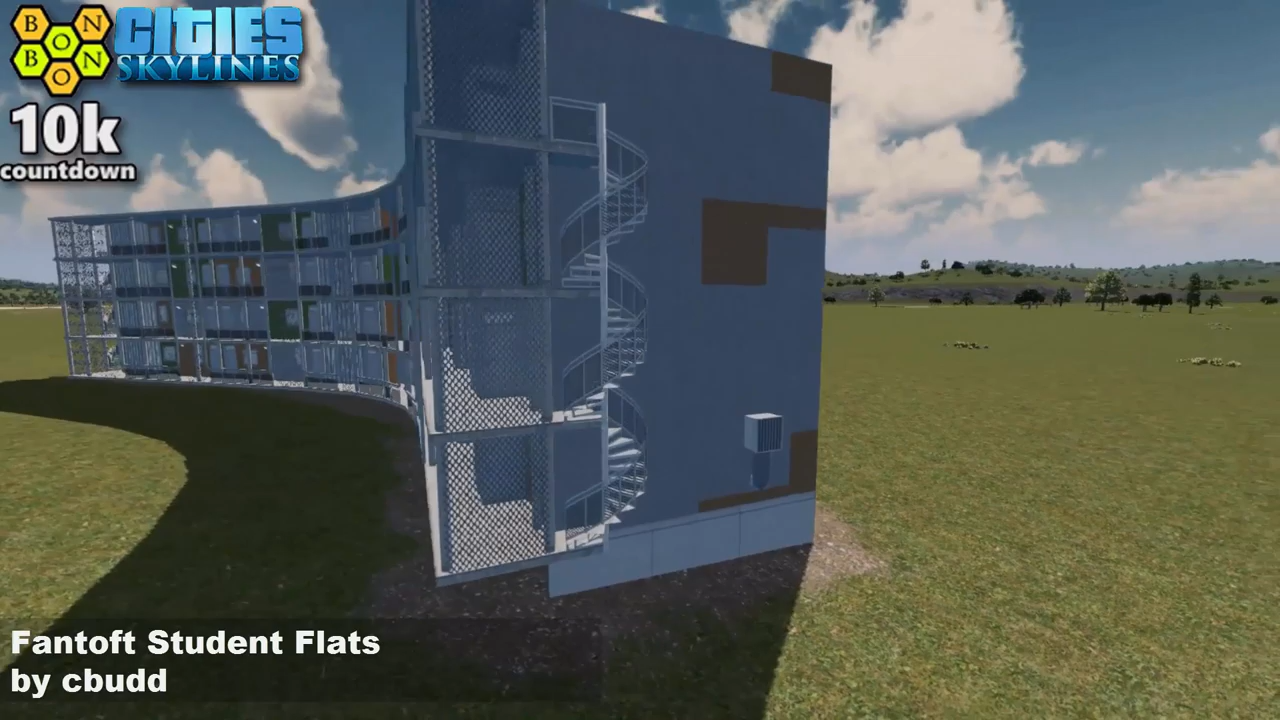 B N
O
B N
O
CITIES
SKYLINES
10k
countdown
Fantoft Student Flats
by cbudd